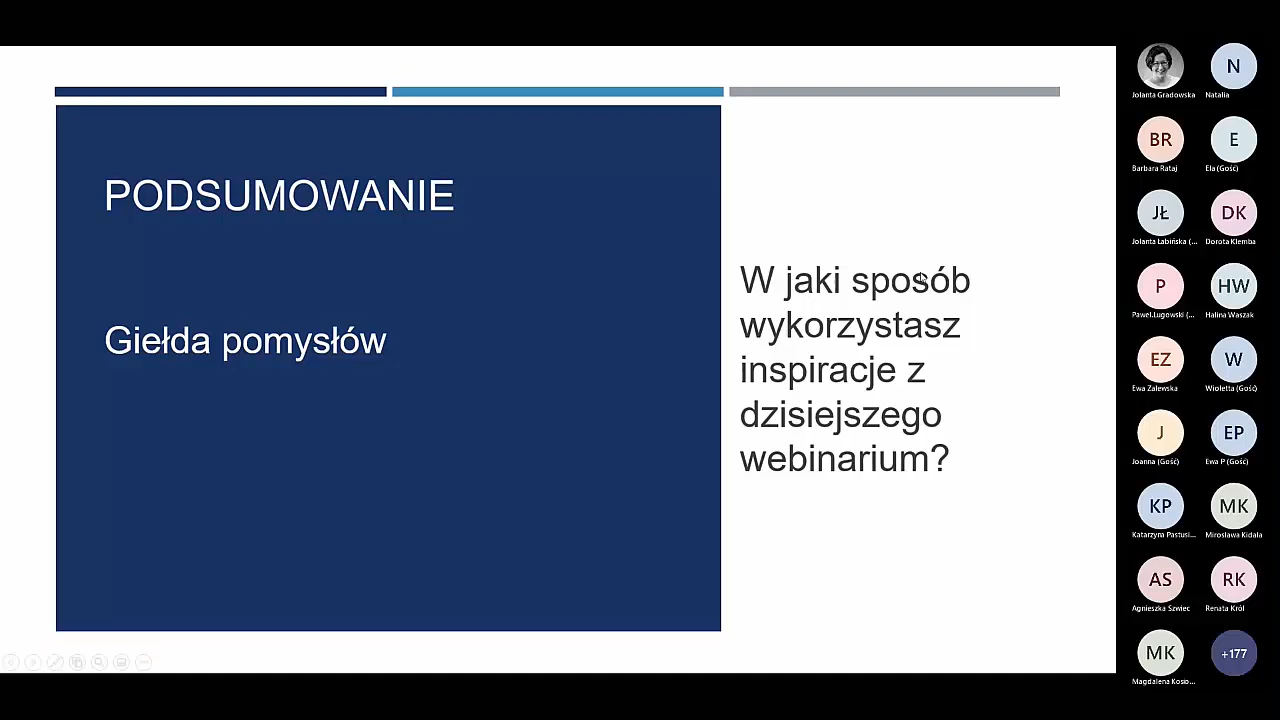 PODSUMOWANIE
Giełda pomysłów
W jaki sposób
wykorzystasz
inspiracje z
dzisiejszego
webinarium?
Jolanta Gradowska
N
Natalia
BR
Barbara Rataj
E
Ela (Gość)
JŁ
Jolanta Łabińska (...
DK
Dorota Klemba
P
Paweł.Ługowski (...
HW
Halina Waszak
EZ
Ewa Zalewska
W
Wioletta (Gość)
J
Joanna (Gość)
EP
Ewa P (Gość)
KP
Katarzyna Pastusi...
MK
Mirosława Kidała
AS
Agnieszka Szwiec
RK
Renata Król
MK
Magdalena Kosio...
+177